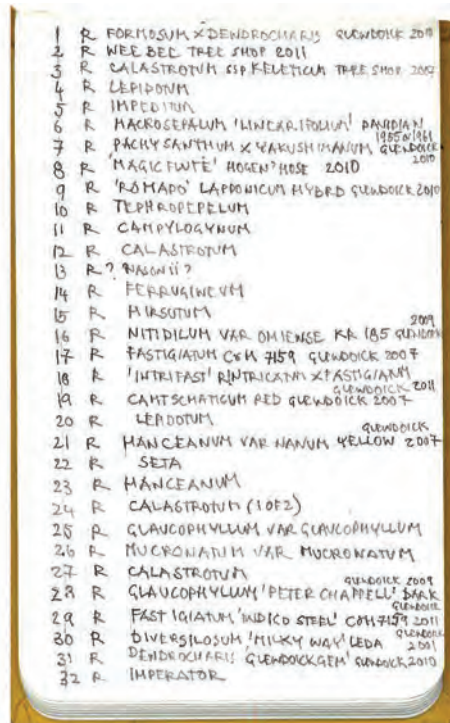 1 R FORMOSUM X DENDROCHARIS GLENDOICK
2 R WEE BEE TREE SHOP 2011
3 R CALASTROTUM SSP KELETICUM TREE SHOP 2007
4 R LEPIDOTUM
5 R IMPEDITUM
6 R MACROSEPALUM 'LINEARIFOLIUM' DAVIDIAN 1955 N 1961
7 R PACHYSANTHUM X YAKUSHIMANUM GLENDOICK 2010
8 R 'MAGIC FLUTE' HOGEN? HOSE 2010
9 R 'ROMADO' LAPPONICUM HYBRD GLENDOICK 2010
10 R TEPHROPEPELUM
11 R CAMPYLOGYNUM
12 R CALASTROTUM
13 R?
14 R FERRUGINEUM
15 R HIRSUTUM
16 R NITIDILUM VAR OMIENSE KR 185 GLENDOICK 2009
17 R FASTIGIATUM COM 7159 GLENDOICK 2007
18 R 'INTRIFAST' R INTRICATUM X FASTIGIATUM GLENDOICK 2011
19 R CAMTSCHATICUM RED GLENDOICK 2007
20 R LEPIDOTUM
21 R HANCEANUM VAR NANUM YELLOW GLENDOICK 2007
22 R SETA
23 R HANCEANUM
24 R CALASTROTUM (1 OF 2)
25 R GLAUCOPHYLLUM VAR GLAUCOPHYLLUM
26 R MUCRONATUM VAR MUCRONATUM
27 R CALASTROTUM
28 R GLAUCOPHYLLUM 'PETER CHAPPELL' DARK GLENDOICK 2009
29 R FASTIGIATUM 'INDICO STEEL' COM 7159 GLENDOICK 2011
30 R DIVERSILOSUM 'MILKY WAY' LEDA GLENDOICK 2001
31 R DENDROCHARIS 'GLENDOICK GEM' GLENDOICK 2010
32 R IMPERATOR